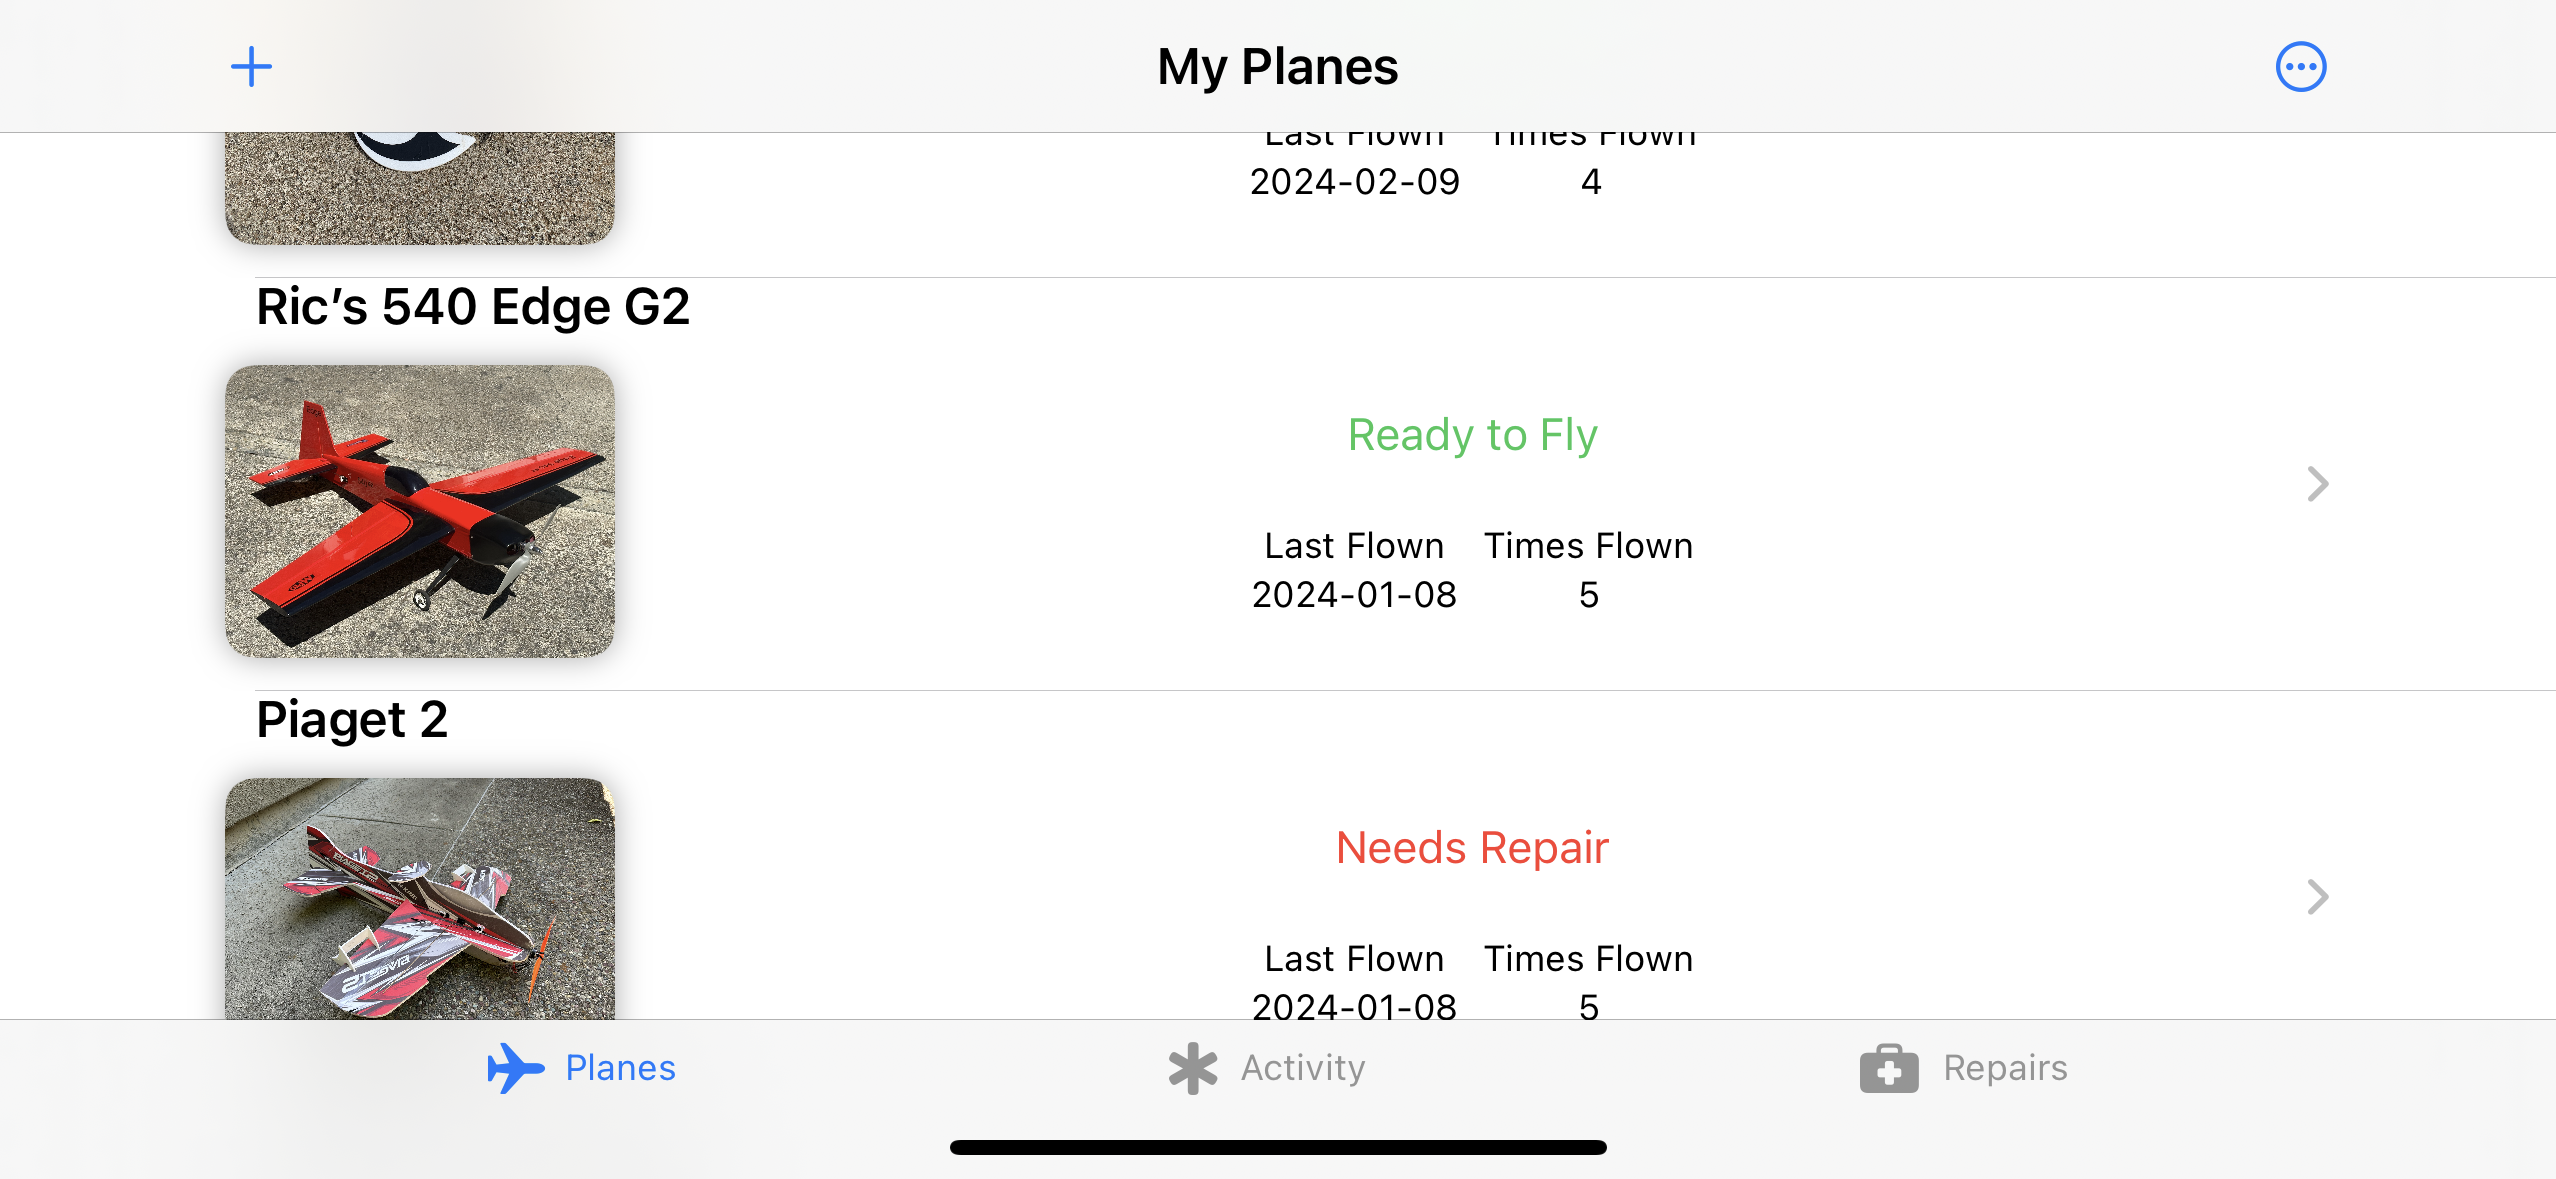 My Planes
Last Flown Times Flown
2024-02-09 4
Ric’s 540 Edge G2
Ready to Fly
Last Flown Times Flown
2024-01-08 5
Piaget 2
Needs Repair
Last Flown Times Flown
2024-01-08 5
PIAGET2
Planes
Activity
Repairs